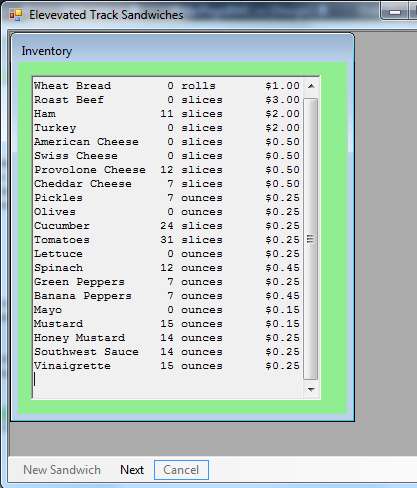 Elevevated Track Sandwiches
Inventory
Wheat Bread 0 rolls $1.00
Roast Beef 0 slices $3.00
Ham 11 slices $2.00
Turkey 0 slices $2.00
American Cheese 0 slices $0.50
Swiss Cheese 0 slices $0.50
Provolone Cheese 12 slices $0.50
Cheddar Cheese 7 slices $0.50
Pickles 7 ounces $0.25
Olives 0 ounces $0.25
Cucumber 24 slices $0.25
Tomatoes 31 slices $0.25
Lettuce 0 ounces $0.25
Spinach 12 ounces $0.45
Green Peppers 7 ounces $0.25
Banana Peppers 7 ounces $0.45
Mayo 0 ounces $0.15
Mustard 15 ounces $0.15
Honey Mustard 14 ounces $0.25
Southwest Sauce 14 ounces $0.25
Vinaigrette 15 ounces $0.25
New Sandwich Next Cancel